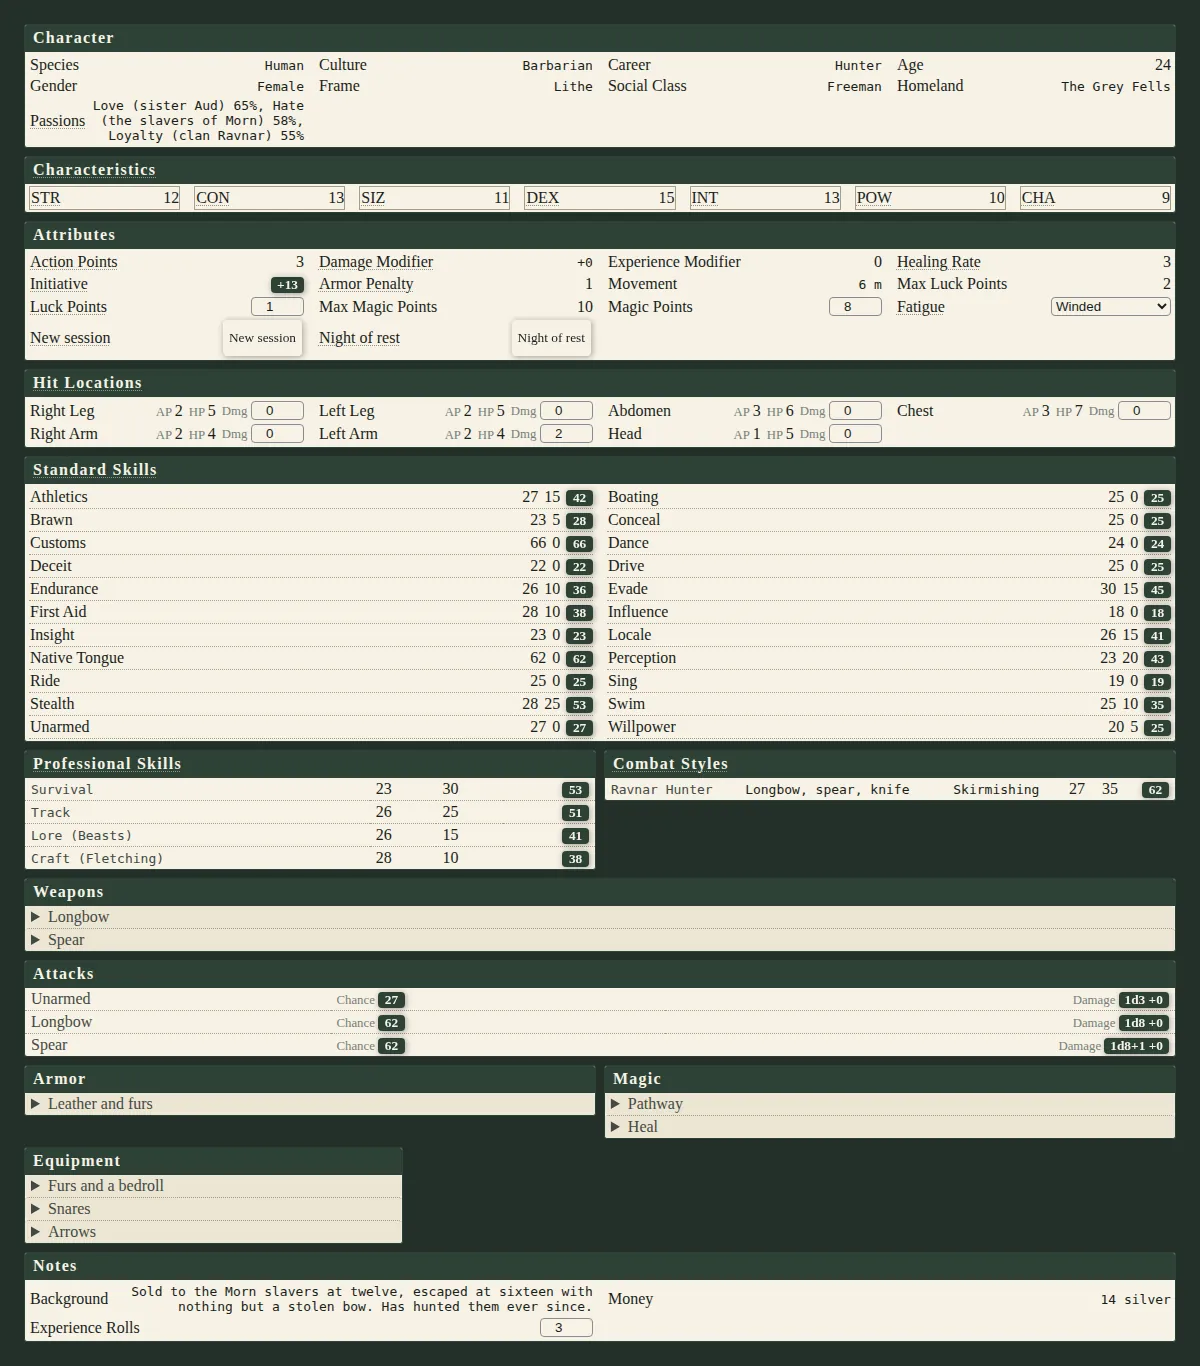 Character
Species Human Culture Barbarian Career Hunter Age 24
Gender Female Frame Lithe Social Class Freeman Homeland The Grey Fells
Passions Love (sister Aud) 65%, Hate
(the slavers of Morn) 58%,
Loyalty (clan Ravnar) 55%
Characteristics
STR 12 CON 13 SIZ 11 DEX 15 INT 13 POW 10 CHA 9
Attributes
Action Points 3 Damage Modifier +0 Experience Modifier 0 Healing Rate 3
Initiative +13 Armor Penalty 1 Movement 6 m Max Luck Points 2
Luck Points 1 Max Magic Points 10 Magic Points 8 Fatigue Winded
New session New session Night of rest Night of rest
Hit Locations
Right Leg AP 2 HP 5 Dmg 0 Left Leg AP 2 HP 5 Dmg 0 Abdomen AP 3 HP 6 Dmg 0 Chest AP 3 HP 7 Dmg 0
Right Arm AP 2 HP 4 Dmg 0 Left Arm AP 2 HP 4 Dmg 2 Head AP 1 HP 5 Dmg 0
Standard Skills
Athletics 27 15 42 Boating 25 0 25
Brawn 23 5 28 Conceal 25 0 25
Customs 66 0 66 Dance 24 0 24
Deceit 22 0 22 Drive 25 0 25
Endurance 26 10 36 Evade 30 15 45
First Aid 28 10 38 Influence 18 0 18
Insight 23 0 23 Locale 26 15 41
Native Tongue 62 0 62 Perception 23 20 43
Ride 25 0 25 Sing 19 0 19
Stealth 28 25 53 Swim 25 10 35
Unarmed 27 0 27 Willpower 20 5 25
Professional Skills
Survival 23 30 53
Track 26 25 51
Lore (Beasts) 26 15 41
Craft (Fletching) 28 10 38
Combat Styles
Ravnar Hunter Longbow, spear, knife Skirmishing 27 35 62
Weapons
Longbow
Spear
Attacks
Unarmed Chance 27 Damage 1d3 +0
Longbow Chance 62 Damage 1d8 +0
Spear Chance 62 Damage 1d8+1 +0
Armor
Leather and furs
Magic
Pathway
Heal
Equipment
Furs and a bedroll
Snares
Arrows
Notes
Background Sold to the Morn slavers at twelve, escaped at sixteen with
nothing but a stolen bow. Has hunted them ever since.
Money 14 silver
Experience Rolls 3